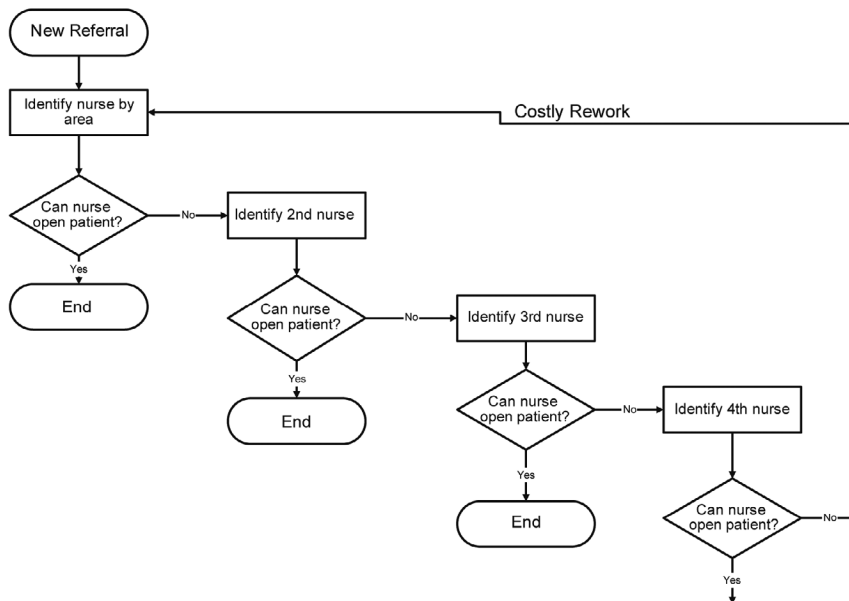 New Referral
Identify nurse by
area
Costly Rework
Can nurse
open patient?
No
Identify 2nd nurse
Yes
End
Can nurse
open patient?
No
Identify 3rd nurse
Yes
End
Can nurse
open patient?
No
Identify 4th nurse
Yes
End
Can nurse
open patient?
No
Yes